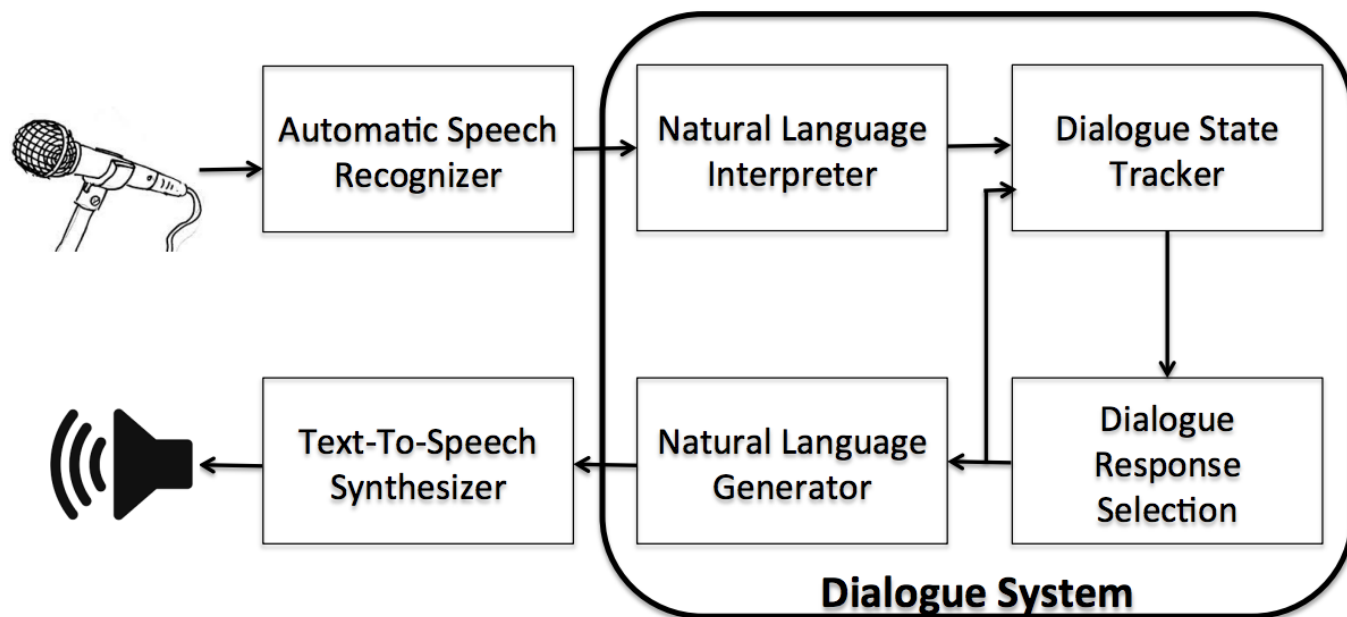 Automatic Speech
Recognizer
Natural Language
Interpreter
Dialogue State
Tracker
Text-To-Speech
Synthesizer
Natural Language
Generator
Dialogue
Response
Selection
Dialogue System